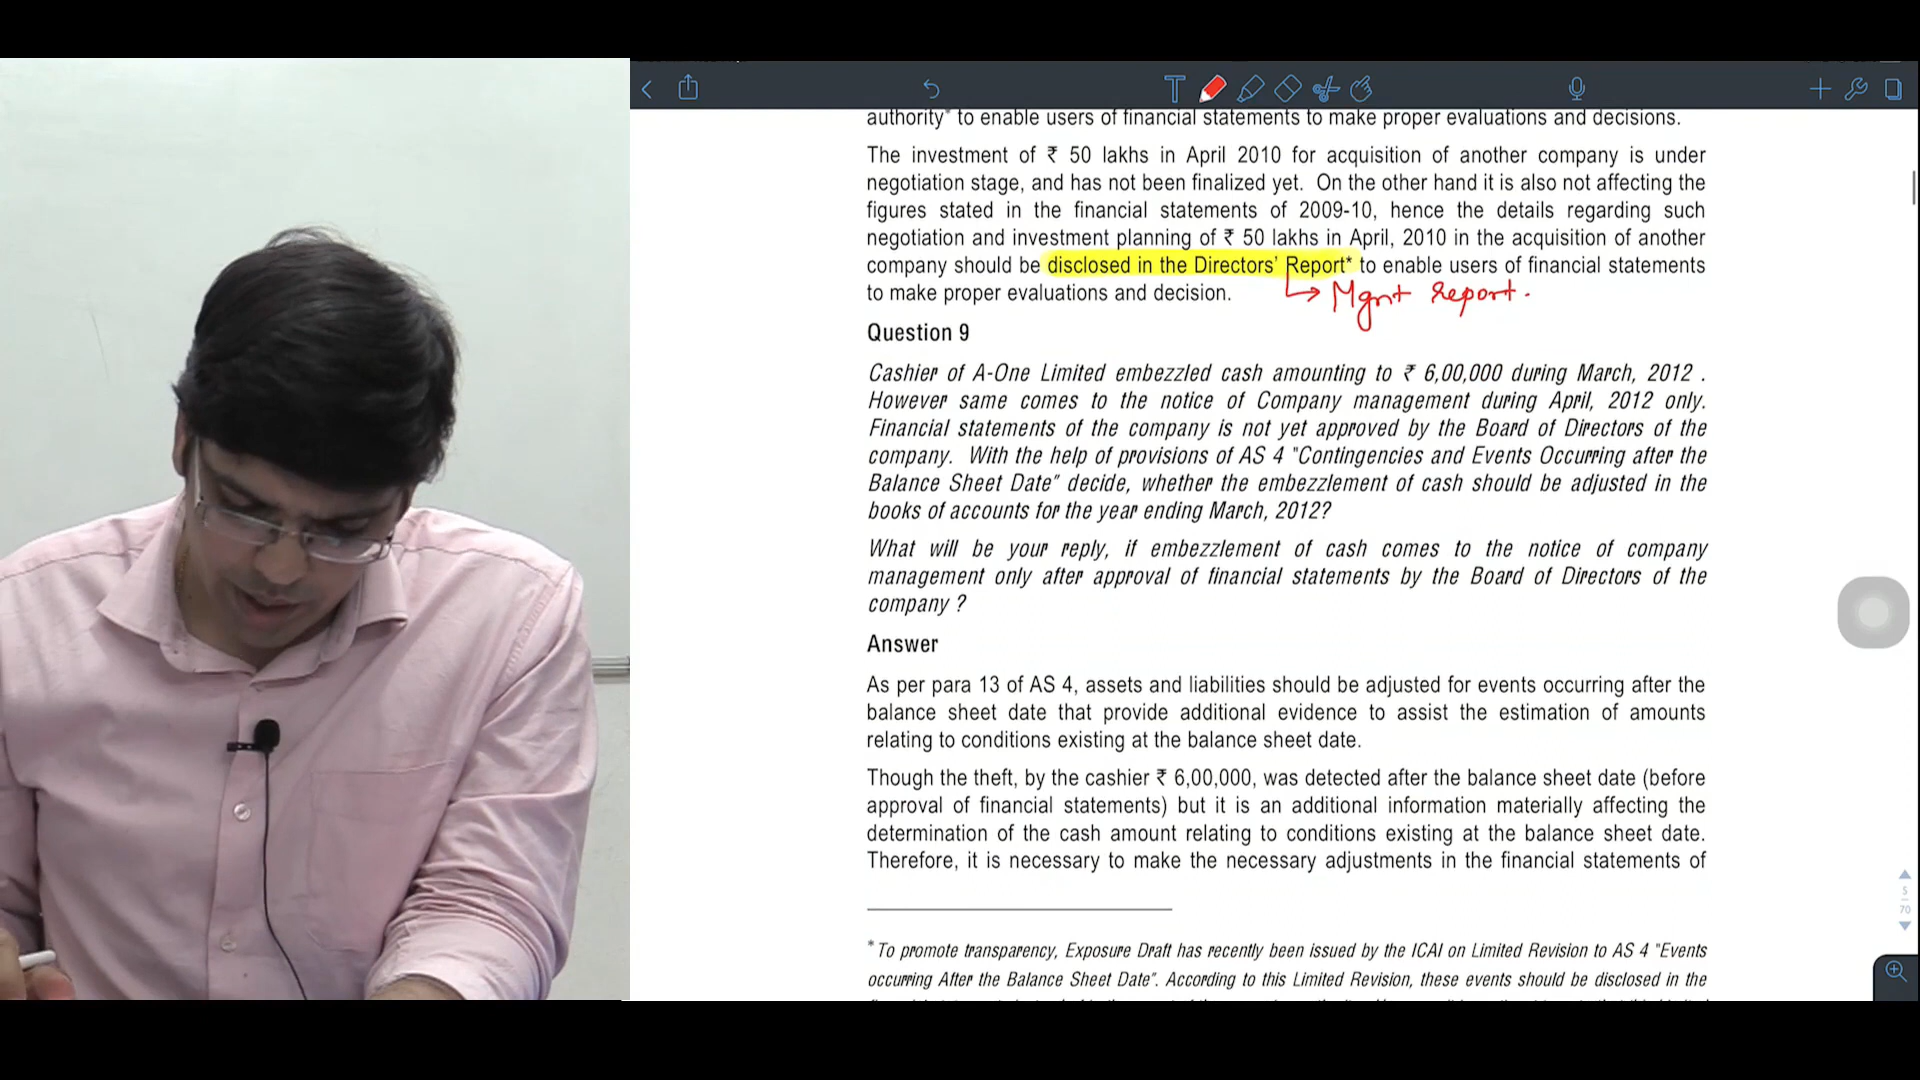 authority* to enable users of financial statements to make proper evaluations and decisions.
The investment of ₹ 50 lakhs in April 2010 for acquisition of another company is under
negotiation stage, and has not been finalized yet. On the other hand it is also not affecting the
figures stated in the financial statements of 2009-10, hence the details regarding such
negotiation and investment planning of ₹ 50 lakhs in April, 2010 in the acquisition of another
company should be disclosed in the Directors' Report* to enable users of financial statements
to make proper evaluations and decision.
→ Mgnt report.
Question 9
Cashier of A-One Limited embezzled cash amounting to ₹ 6,00,000 during March, 2012 .
However same comes to the notice of Company management during April, 2012 only.
Financial statements of the company is not yet approved by the Board of Directors of the
company. With the help of provisions of AS 4 "Contingencies and Events Occurring after the
Balance Sheet Date" decide, whether the embezzlement of cash should be adjusted in the
books of accounts for the year ending March, 2012?
What will be your reply, if embezzlement of cash comes to the notice of company
management only after approval of financial statements by the Board of Directors of the
company ?
Answer
As per para 13 of AS 4, assets and liabilities should be adjusted for events occurring after the
balance sheet date that provide additional evidence to assist the estimation of amounts
relating to conditions existing at the balance sheet date.
Though the theft, by the cashier ₹ 6,00,000, was detected after the balance sheet date (before
approval of financial statements) but it is an additional information materially affecting the
determination of the cash amount relating to conditions existing at the balance sheet date.
Therefore, it is necessary to make the necessary adjustments in the financial statements of
* To promote transparency, Exposure Draft has recently been issued by the ICAI on Limited Revision to AS 4 "Events
occurring After the Balance Sheet Date". According to this Limited Revision, these events should be disclosed in the
5
70